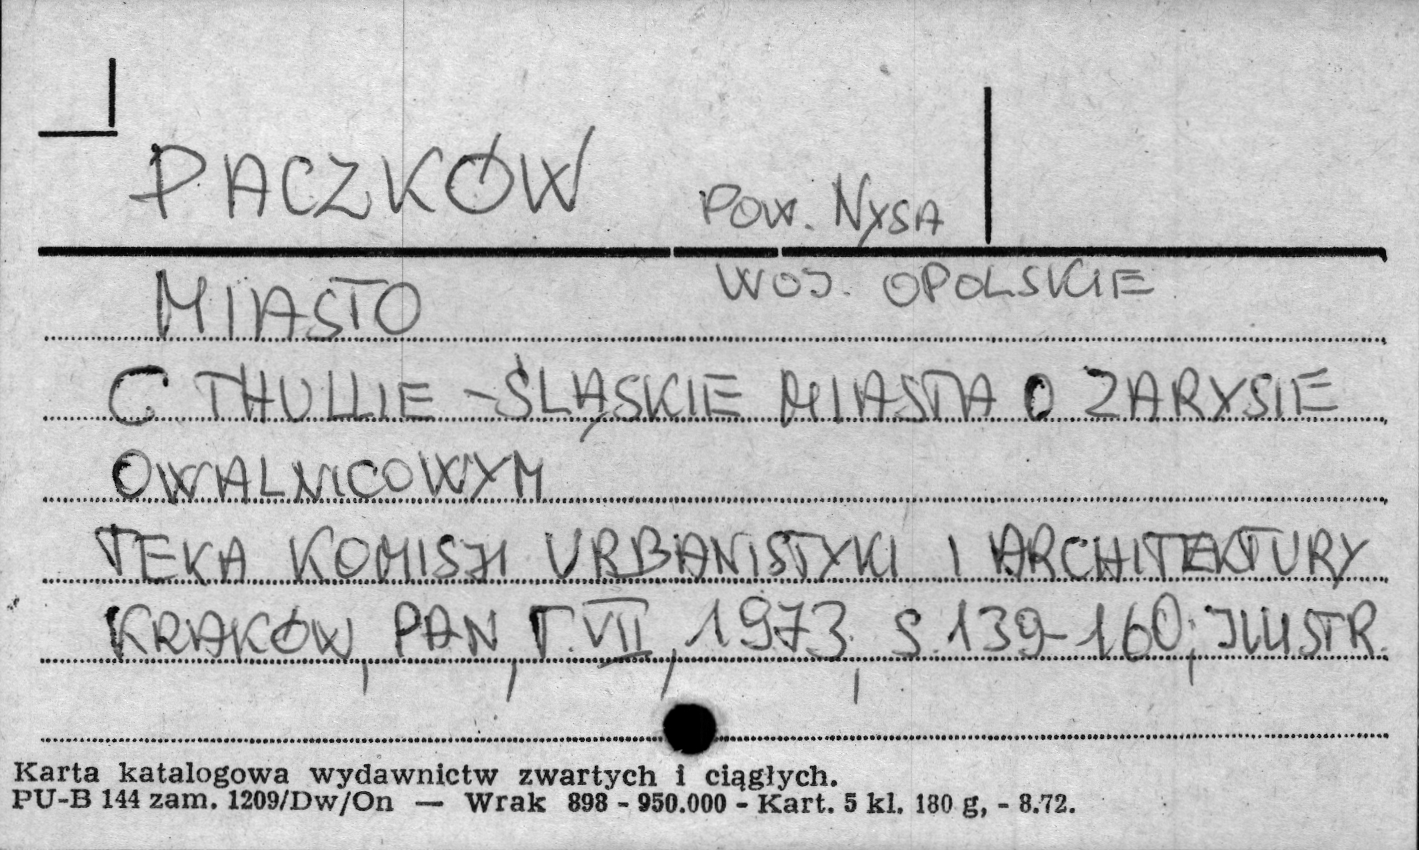 PACZKÓW POW. NYSA
MIASTO WOJ. OPOLSKIE
C THULLIE - ŚLĄSKIE MIASTA O ZARYSIE
OWALNICOWYM
TEKA KOMISJI URBANISTYKI I ARCHITEKTURY
KRAKÓW, PAN, T. VII, 1973, S. 139-160; ILUSTR.
Karta katalogowa wydawnictw zwartych i ciągłych.
PU-B 144 zam. 1209/Dw/On — Wrak 898 - 950.000 - Kart. 5 kl. 180 g, - 8.72.